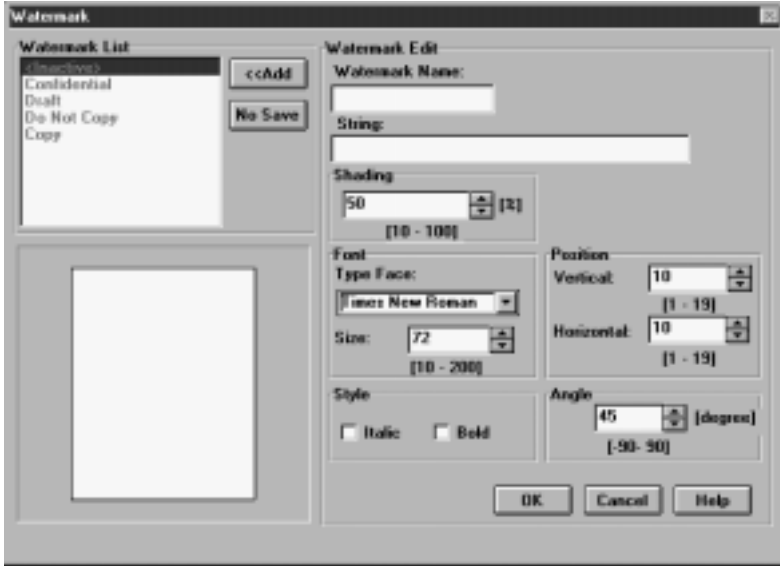 Watermark
Watermark List
<Inactive>
Confidential
Draft
Do Not Copy
Copy
<<Add
No Save
Watermark Edit
Watermark Name:
String:
Shading
50 [%]
[10 - 100]
Font
Type Face:
Times New Roman
Size: 72
[10 - 200]
Position
Vertical: 10
[1 - 19]
Horizontal: 10
[1 - 19]
Style
Italic Bold
Angle
45 [degree]
[-90- 90]
OK Cancel Help